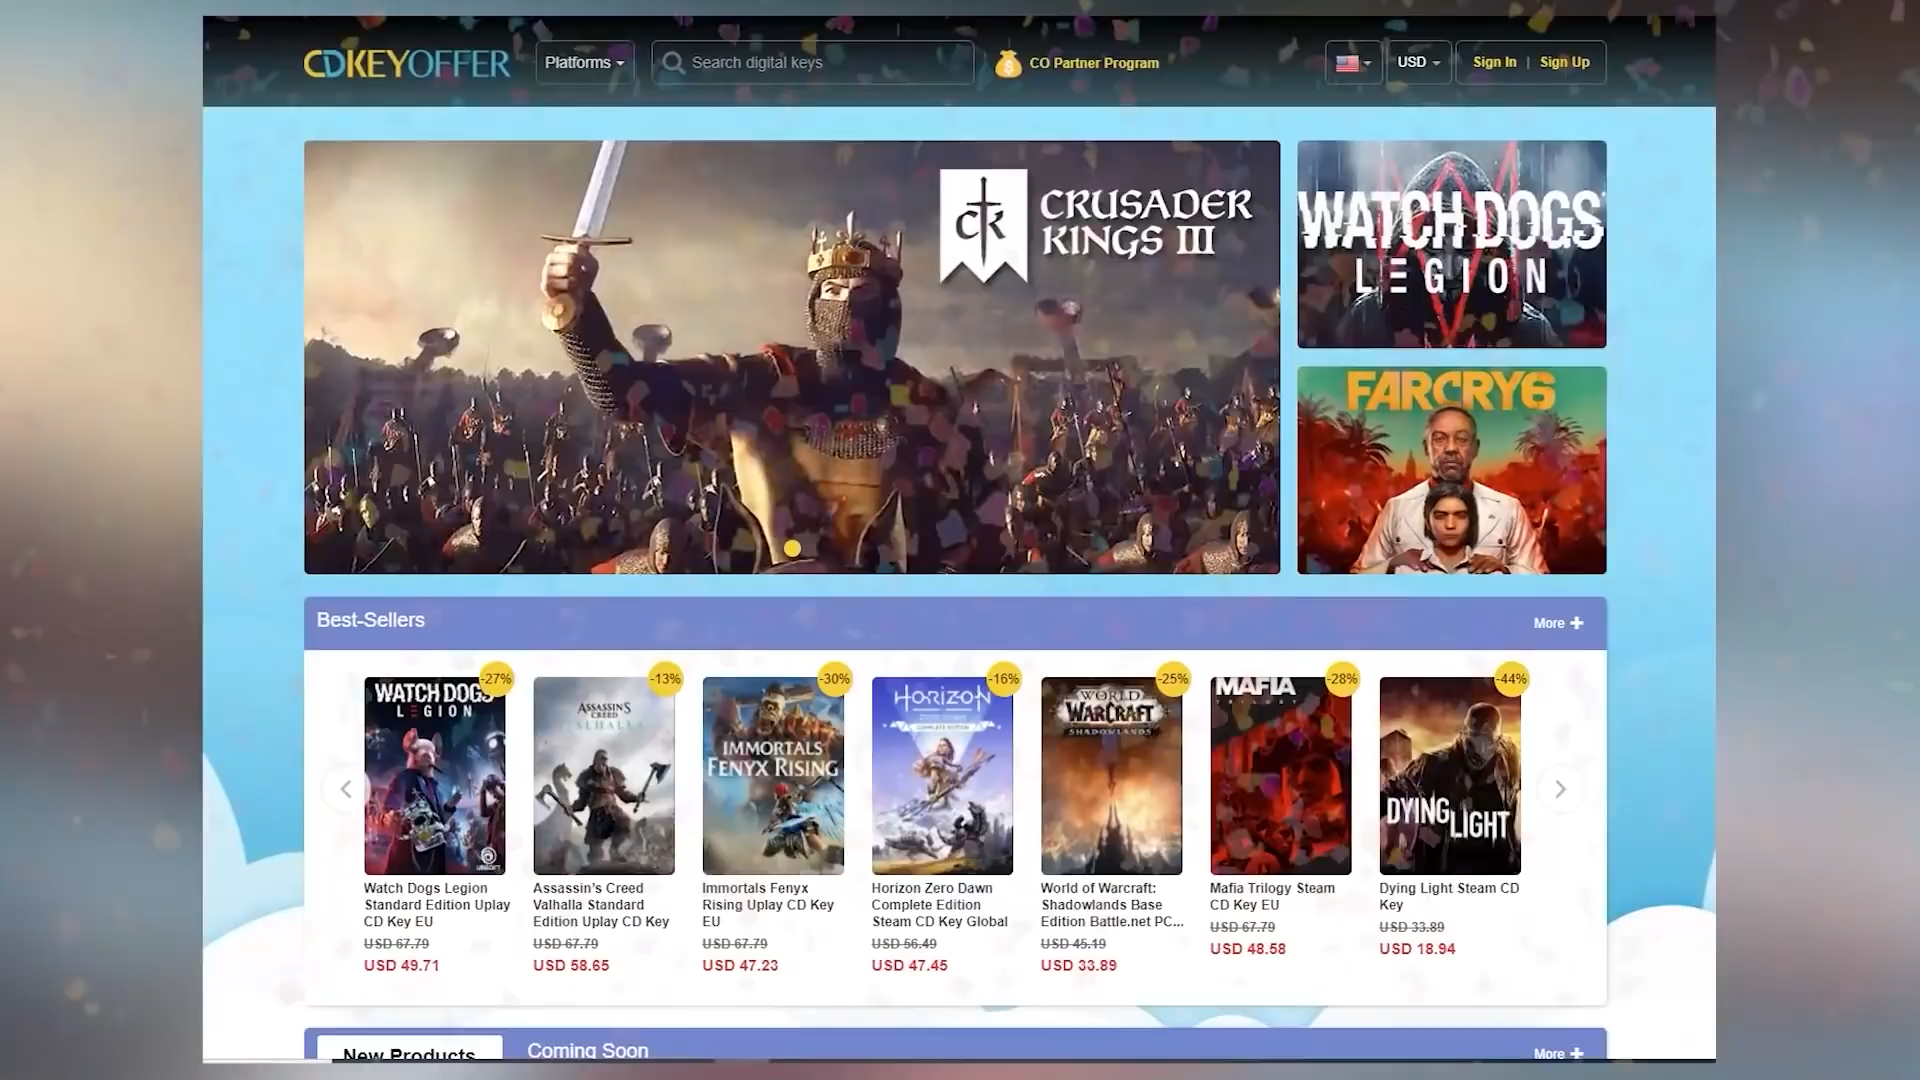 CDKEYOFFER
Platforms
Search digital keys
CO Partner Program
USD
Sign In | Sign Up
CK
CRUSADER
KINGS III
WATCH DOGS
LEGION
FARCRY6
Best-Sellers
More
-27%
-13%
-30%
-16%
-25%
-28%
-44%
WATCH DOGS
LEGION
UBISOFT
ASSASSIN'S
CREED
VALHALLA
IMMORTALS
FENYX RISING
HORIZON
ZERO DAWN
COMPLETE EDITION
WORLD
WARCRAFT
SHADOWLANDS
MAFIA
TRILOGY
DYING LIGHT
Watch Dogs Legion
Standard Edition Uplay
CD Key EU
USD 67.79
USD 49.71
Assassin's Creed
Valhalla Standard
Edition Uplay CD Key
USD 67.79
USD 58.65
Immortals Fenyx
Rising Uplay CD Key
EU
USD 67.79
USD 47.23
Horizon Zero Dawn
Complete Edition
Steam CD Key Global
USD 56.49
USD 47.45
World of Warcraft:
Shadowlands Base
Edition Battle.net PC...
USD 45.19
USD 33.89
Mafia Trilogy Steam
CD Key EU
USD 67.79
USD 48.58
Dying Light Steam CD
Key
USD 33.89
USD 18.94
New Products
Coming Soon
More